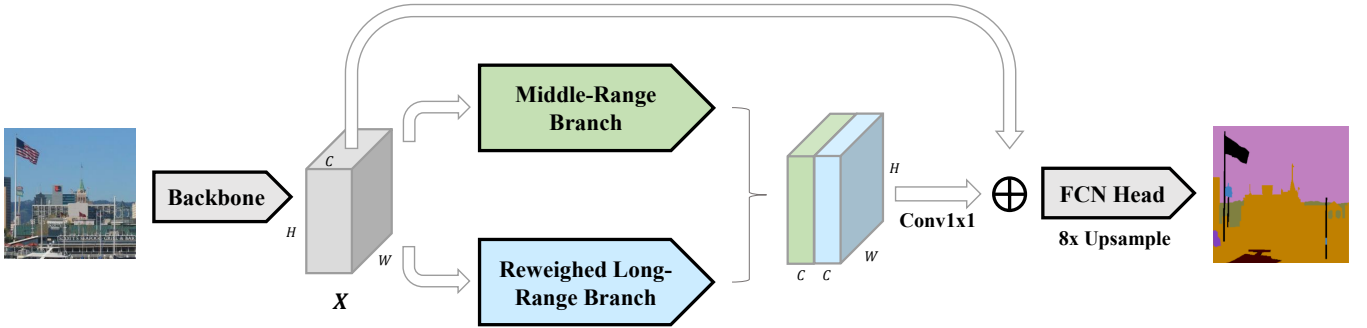 Backbone
C
H
W
X
Middle-Range
Branch
Reweighed Long-
Range Branch
H
W
C
C
Conv1x1
FCN Head
8x Upsample